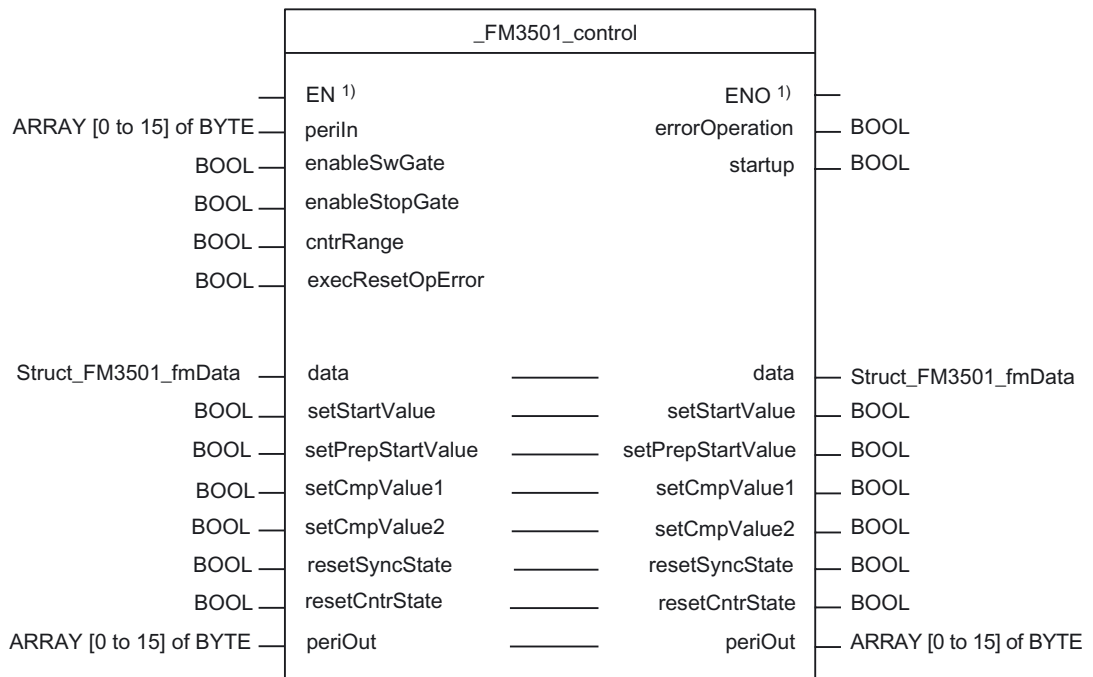 _FM3501_control
EN 1) ENO 1)
ARRAY [0 to 15] of BYTE periIn errorOperation BOOL
BOOL enableSwGate startup BOOL
BOOL enableStopGate
BOOL cntrRange
BOOL execResetOpError
Struct_FM3501_fmData data data Struct_FM3501_fmData
BOOL setStartValue setStartValue BOOL
BOOL setPrepStartValue setPrepStartValue BOOL
BOOL setCmpValue1 setCmpValue1 BOOL
BOOL setCmpValue2 setCmpValue2 BOOL
BOOL resetSyncState resetSyncState BOOL
BOOL resetCntrState resetCntrState BOOL
ARRAY [0 to 15] of BYTE periOut periOut ARRAY [0 to 15] of BYTE